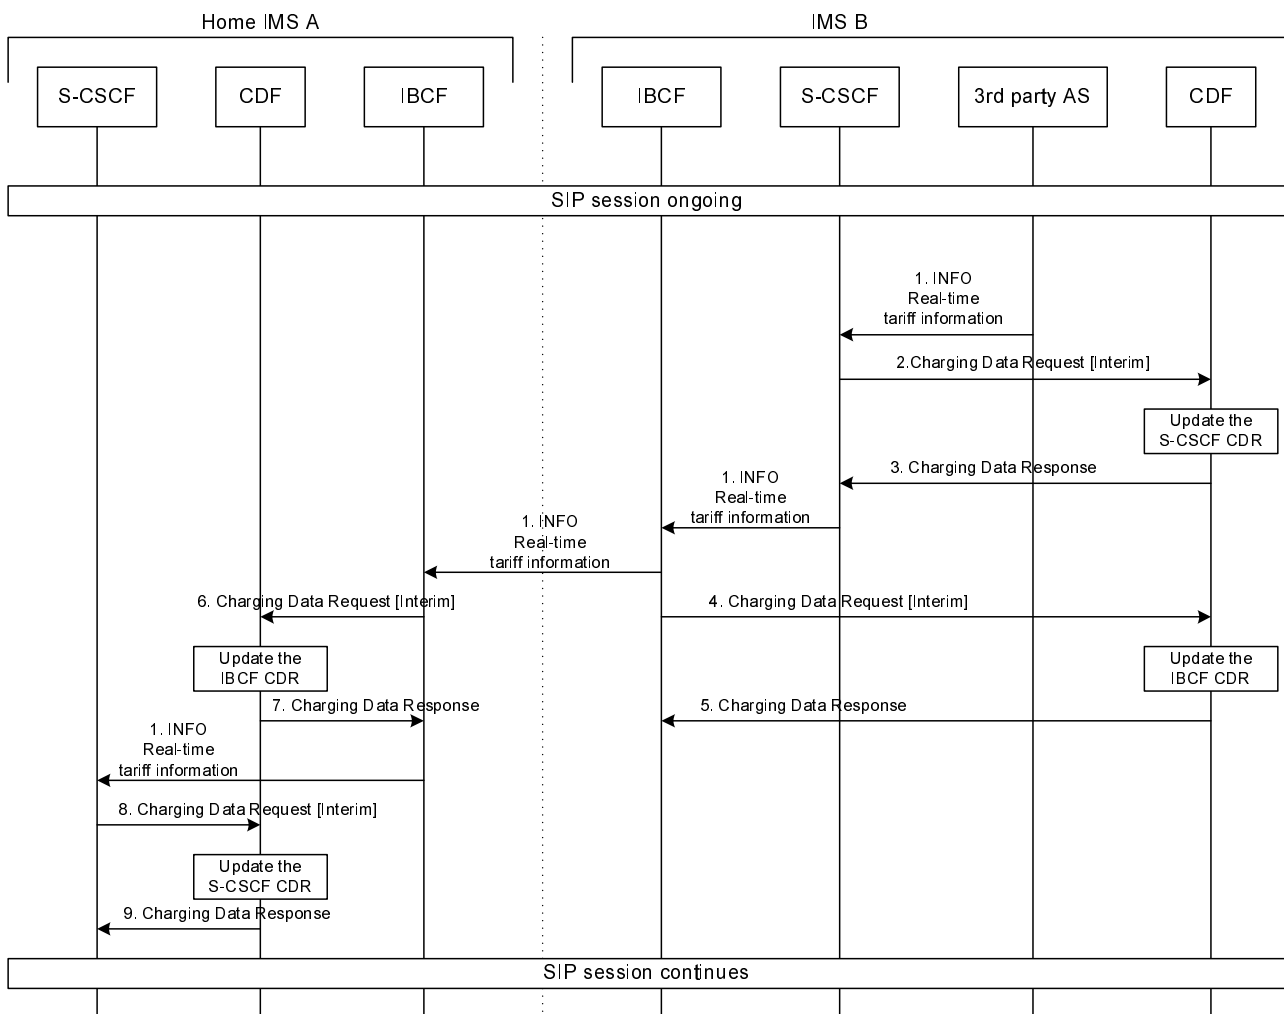 Home IMS A
IMS B
S-CSCF
CDF
IBCF
IBCF
S-CSCF
3rd party AS
CDF
SIP session ongoing
1. INFO
Real-time
tariff information
2.Charging Data Request [Interim]
Update the
S-CSCF CDR
3. Charging Data Response
1. INFO
Real-time
tariff information
1. INFO
Real-time
tariff information
6. Charging Data Request [Interim]
4. Charging Data Request [Interim]
Update the
IBCF CDR
Update the
IBCF CDR
7. Charging Data Response
5. Charging Data Response
1. INFO
Real-time
tariff information
8. Charging Data Request [Interim]
Update the
S-CSCF CDR
9. Charging Data Response
SIP session continues